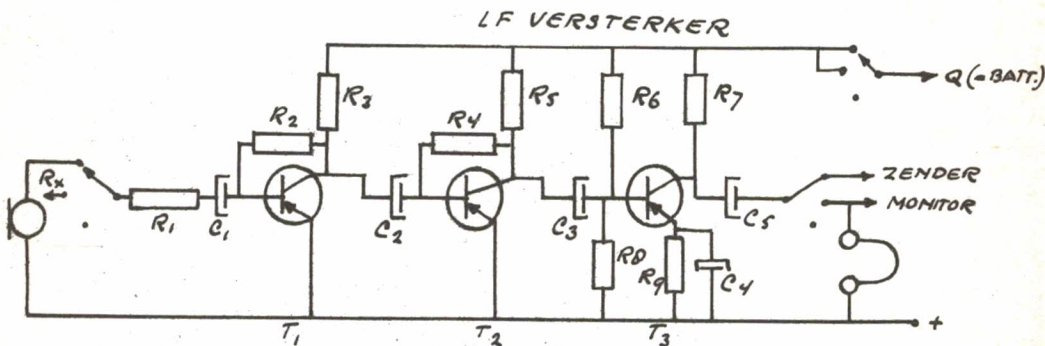 LF VERSTERKER
R3
R5
R6
R7
Q (- BATT.)
R2
R4
Rx
ZENDER
MONITOR
R1
C1
C2
C3
C5
R8
R9
C4
T1
T2
T3
+